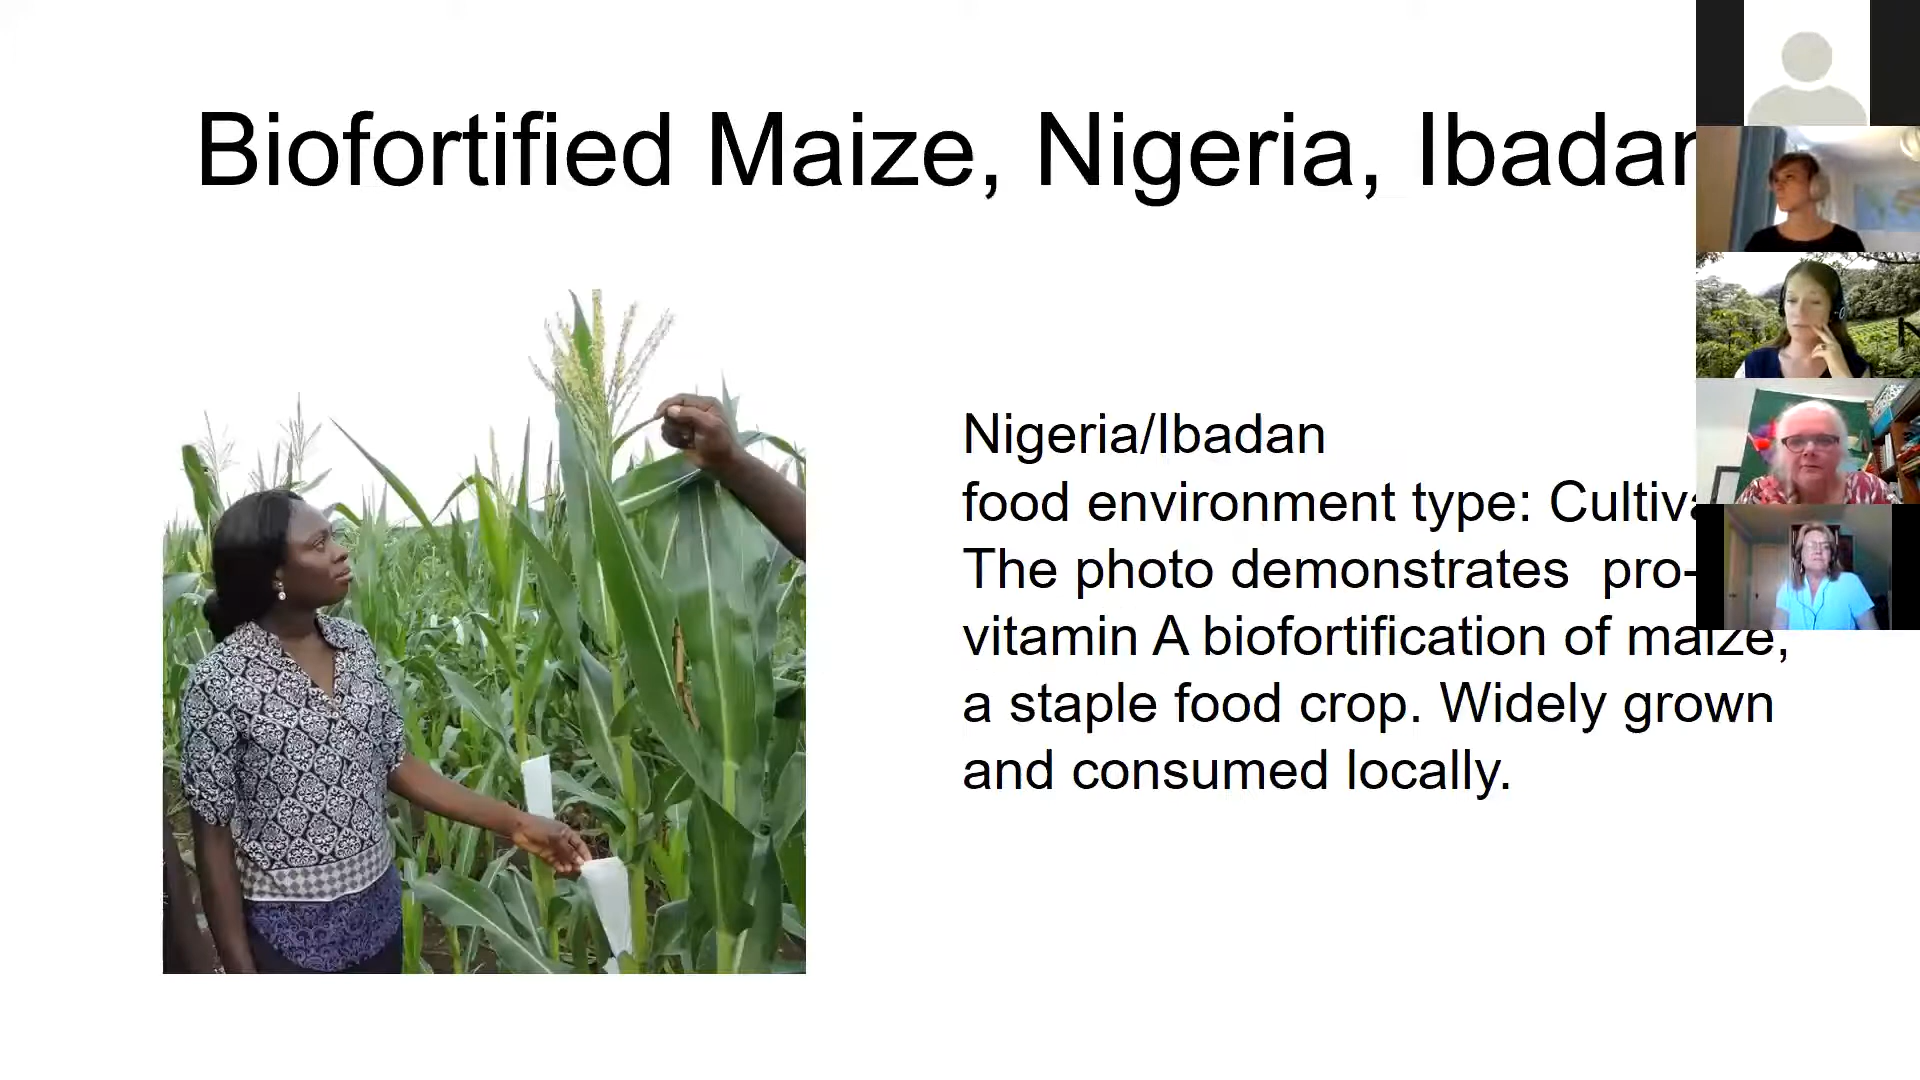 Biofortified Maize, Nigeria, Ibadan
Nigeria/Ibadan
food environment type:
The photo demonstrates pro-
vitamin A biofortification of maize,
a staple food crop. Widely grown
and consumed locally.